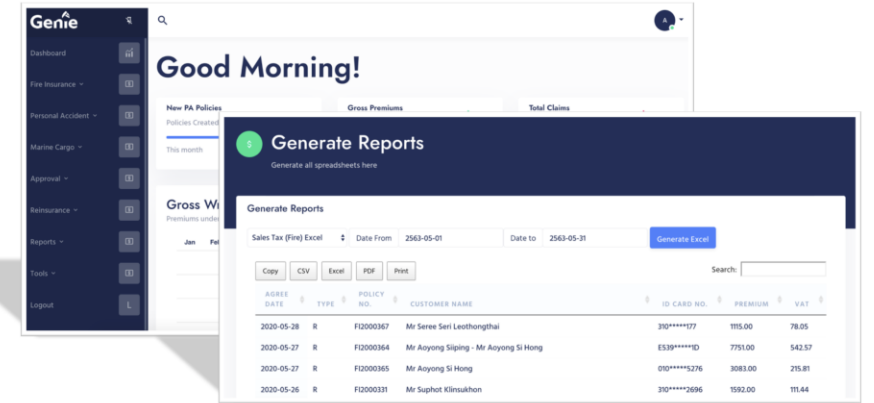 Genie
A
Dashboard
Fire Insurance
Personal Accident
Marine Cargo
Approval
Reinsurance
Reports
Tools
Logout
L
Good Morning!
New PA Policies
Policies Created
This month
Gross Premiums
Total Claims
Gross
Premiums
Jan
$
Generate Reports
Generate all spreadsheets here
Generate Reports
Sales Tax (Fire) Excel Date From 2563-05-01 Date to 2563-05-31 Generate Excel
Copy CSV Excel PDF Print Search:
AGREE DATE TYPE POLICY NO. CUSTOMER NAME ID CARD NO. PREMIUM VAT
2020-05-28 R FI2000367 Mr Seree Seri Leothongthai 310*****177 1115.00 78.05
2020-05-27 R FI2000364 Mr Aoyong Siiping - Mr Aoyong Si Hong E539*****1D 7751.00 542.57
2020-05-27 R FI2000365 Mr Aoyong Si Hong 010*****5276 3083.00 215.81
2020-05-26 R FI2000331 Mr Suphot Klinsukhon 310*****2696 1592.00 111.44